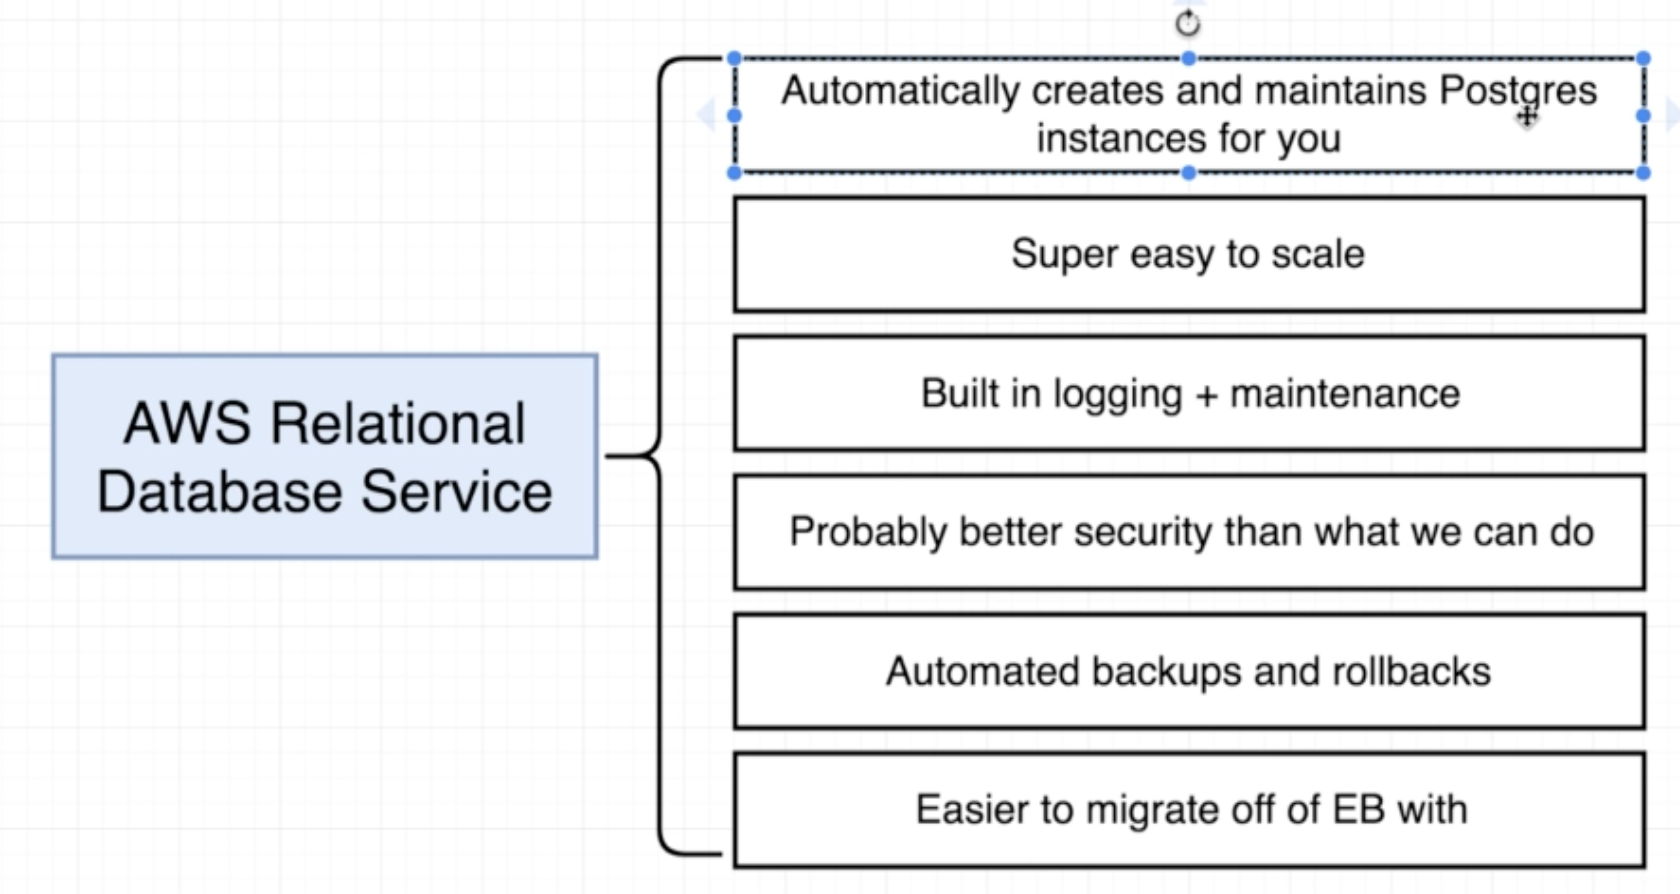 AWS Relational
Database Service
Automatically creates and maintains Postgres
instances for you
Super easy to scale
Built in logging + maintenance
Probably better security than what we can do
Automated backups and rollbacks
Easier to migrate off of EB with